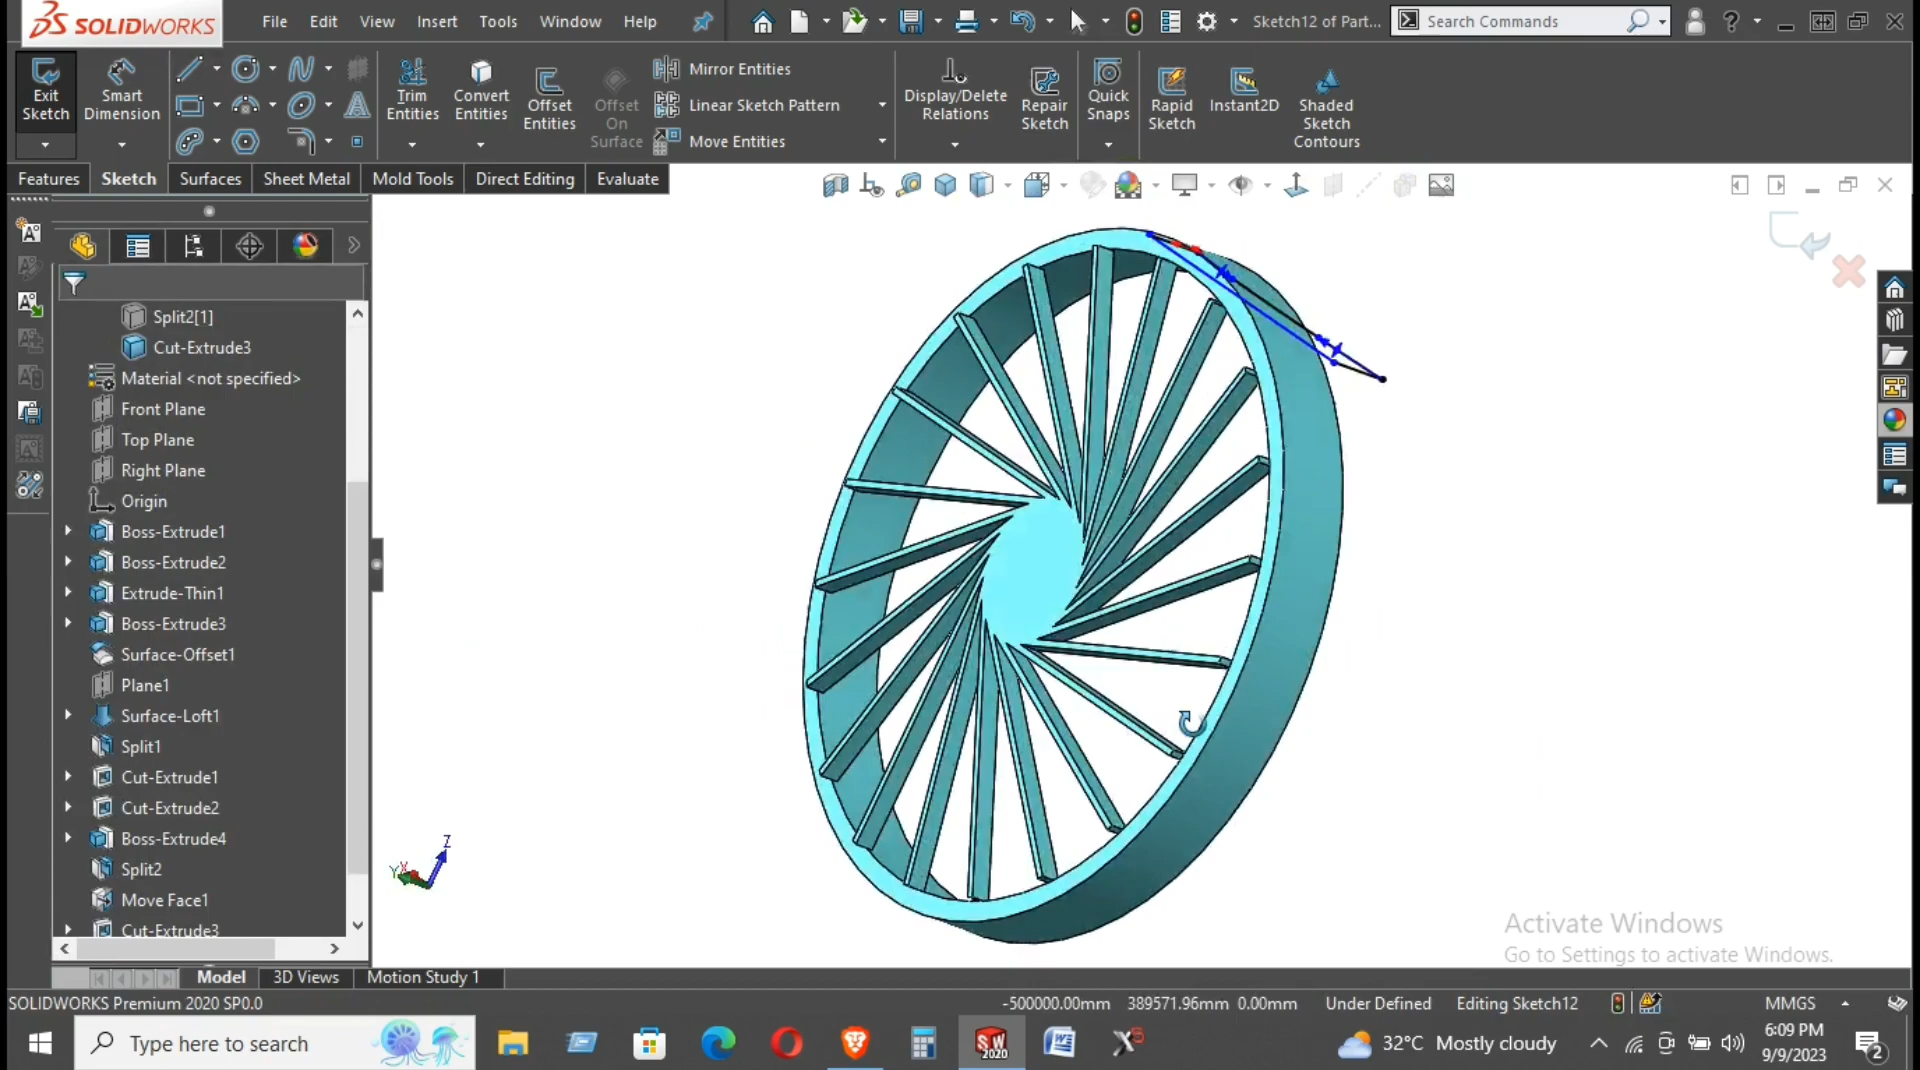 SOLIDWORKS
File Edit View Insert Tools Window Help
Sketch12 of Part...
Search Commands
Exit Sketch
Smart Dimension
Trim Entities
Convert Entities
Offset Entities
Offset On Surface
Mirror Entities
Linear Sketch Pattern
Move Entities
Display/Delete Relations
Repair Sketch
Quick Snaps
Rapid Sketch
Instant2D
Shaded Sketch Contours
Features Sketch Surfaces Sheet Metal Mold Tools Direct Editing Evaluate
Split2[1]
Cut-Extrude3
Material <not specified>
Front Plane
Top Plane
Right Plane
Origin
Boss-Extrude1
Boss-Extrude2
Extrude-Thin1
Boss-Extrude3
Surface-Offset1
Plane1
Surface-Loft1
Split1
Cut-Extrude1
Cut-Extrude2
Boss-Extrude4
Split2
Move Face1
Cut-Extrude3
Z
Y X
Activate Windows
Go to Settings to activate Windows.
Model 3D Views Motion Study 1
SOLIDWORKS Premium 2020 SP0.0
-500000.00mm 389571.96mm 0.00mm Under Defined Editing Sketch12 MMGS
Type here to search
SW 2020
32°C Mostly cloudy
6:09 PM
9/9/2023
2